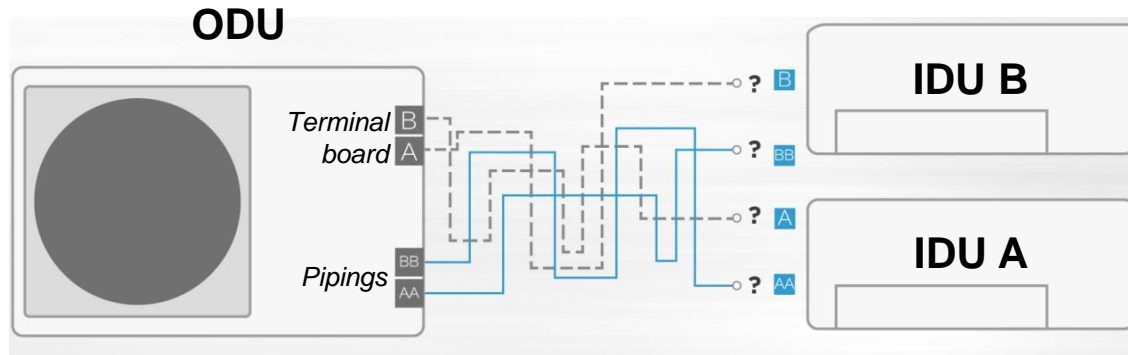 ODU
Terminal
board
B
A
Pipings
BB
AA
? B
? BB
? A
? AA
IDU B
IDU A